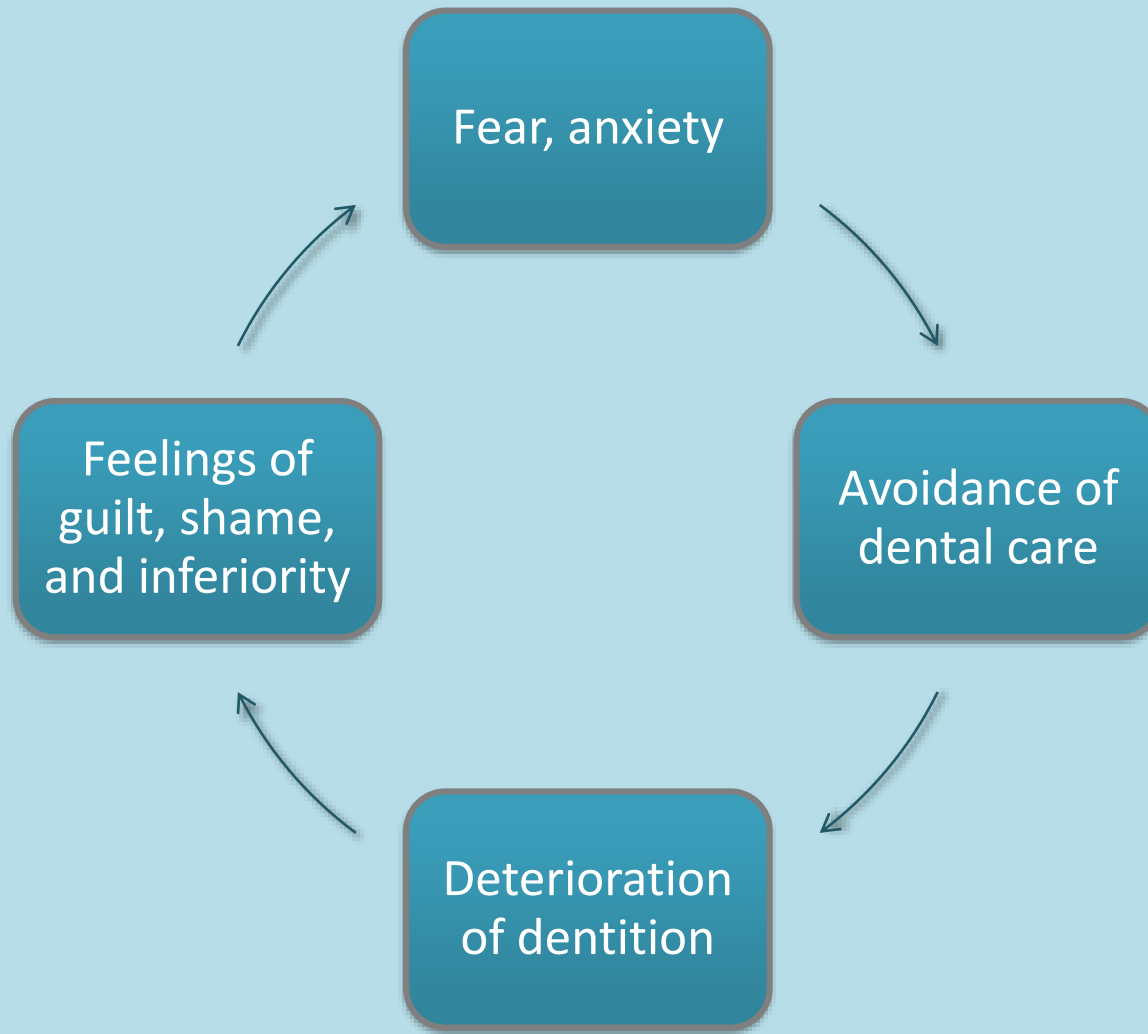 Fear, anxiety
Avoidance of
dental care
Deterioration
of dentition
Feelings of
guilt, shame,
and inferiority